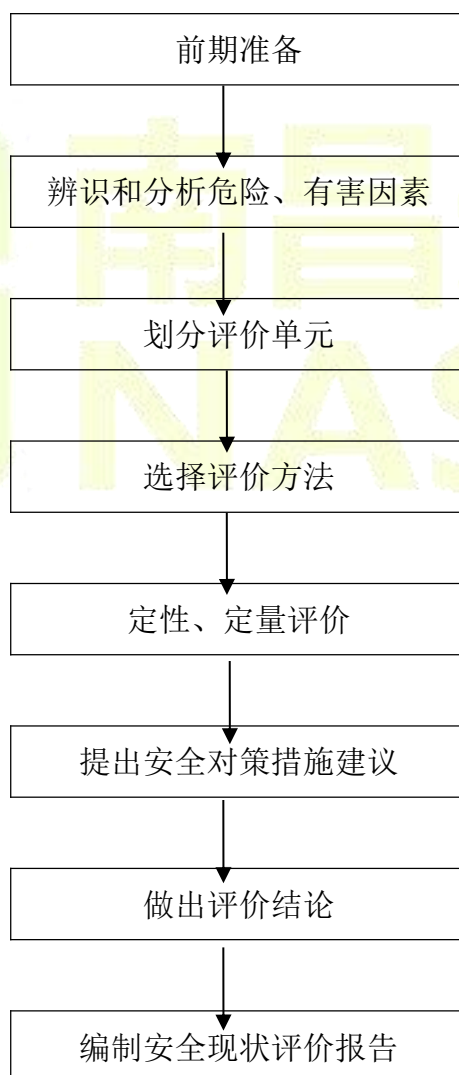 前期准备
辨识和分析危险、有害因素
南昌
划分评价单元
NAS
选择评价方法
定性、定量评价
提出安全对策措施建议
做出评价结论
编制安全现状评价报告